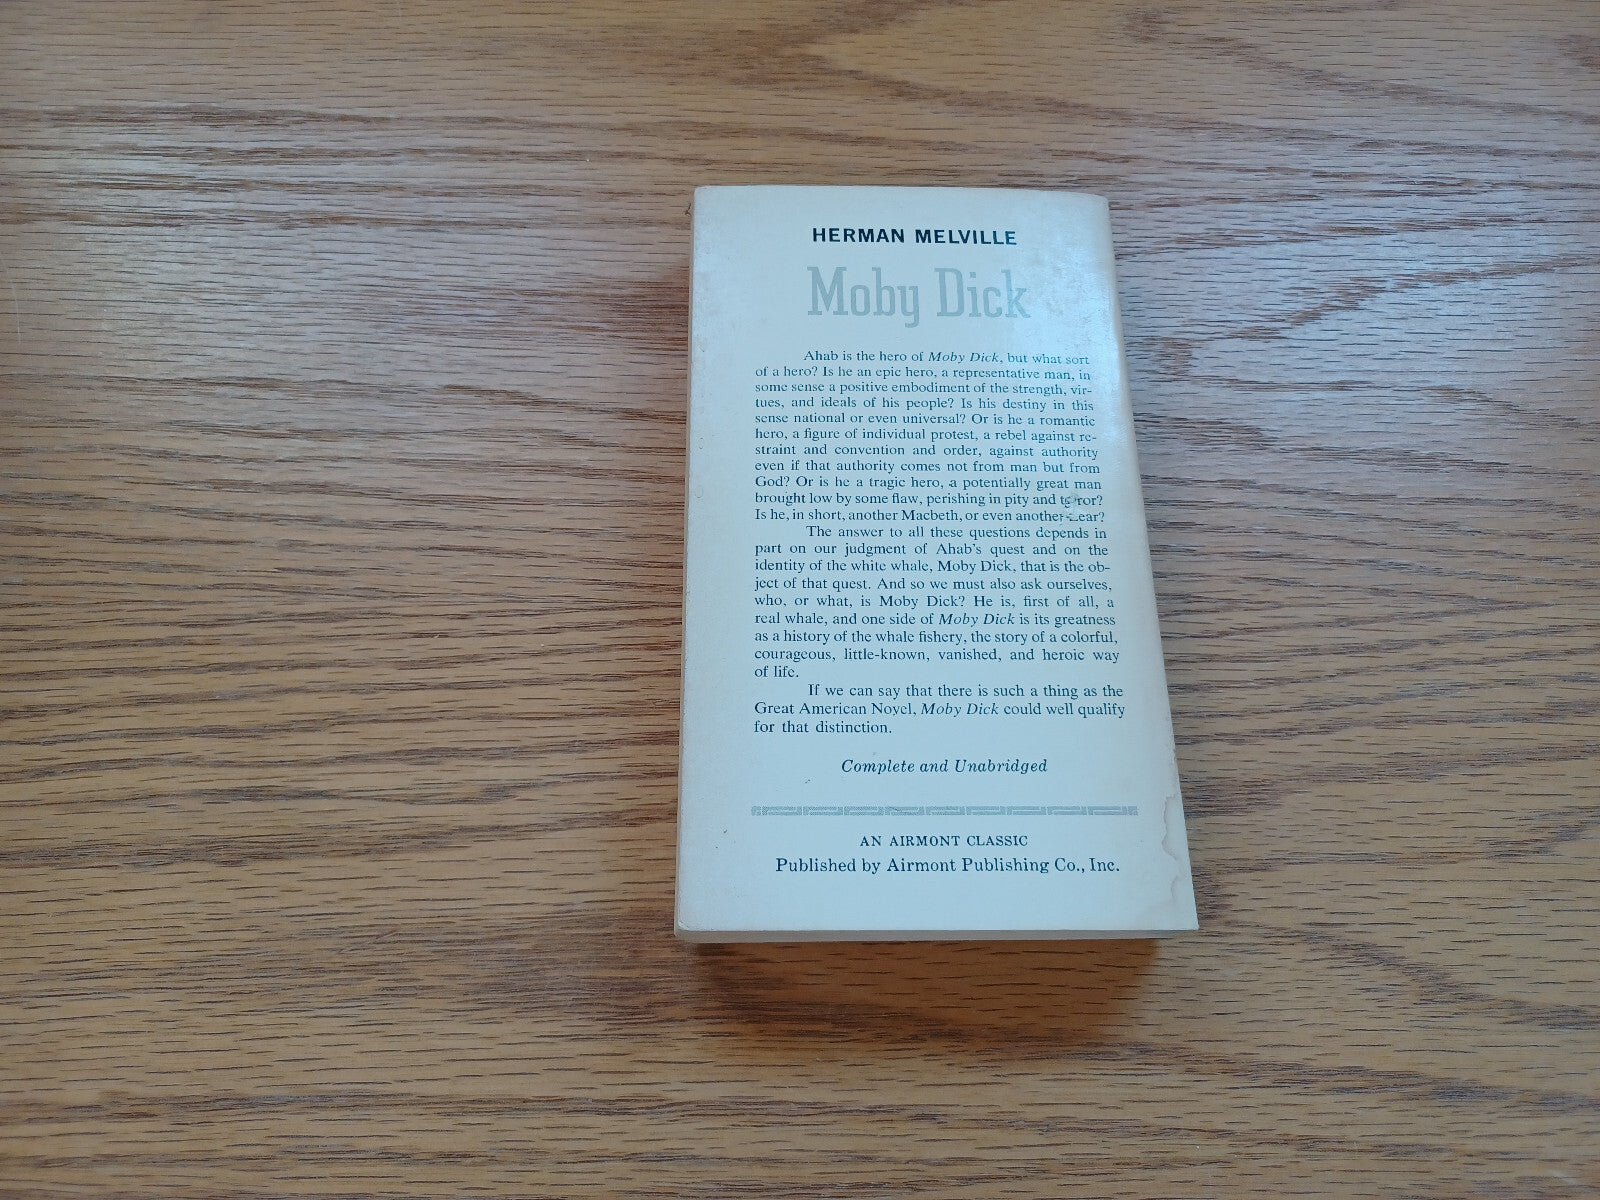 HERMAN MELVILLE
Moby Dick
Ahab is the hero of Moby Dick, but what sort
of a hero? Is he an epic hero, a representative man, in
some sense a positive embodiment of the strength, vir-
tues, and ideals of his people? Is his destiny in this
sense national or even universal? Or is he a romantic
hero, a figure of individual protest, a rebel against re-
straint and convention and order, against authority
even if that authority comes not from man but from
God? Or is he a tragic hero, a potentially great man
brought low by some flaw, perishing in pity and terror?
Is he, in short, another Macbeth, or even another Lear?
The answer to all these questions depends in
part on our judgment of Ahab's quest and on the
identity of the white whale, Moby Dick, that is the ob-
ject of that quest. And so we must also ask ourselves,
who, or what, is Moby Dick? He is, first of all, a
real whale, and one side of Moby Dick is its greatness
as a history of the whale fishery, the story of a colorful,
courageous, little-known, vanished, and heroic way
of life.
If we can say that there is such a thing as the
Great American Novel, Moby Dick could well qualify
for that distinction.
Complete and Unabridged
AN AIRMONT CLASSIC
Published by Airmont Publishing Co., Inc.